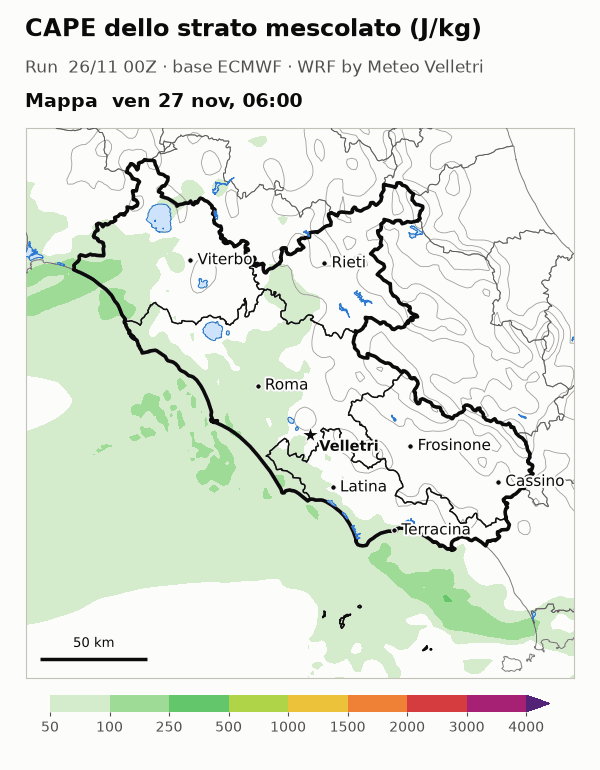 CAPE dello strato mescolato (J/kg)
Run  26/11 00Z · base ECMWF · WRF by Meteo Velletri
Mappa  ven 27 nov, 06:00
Viterbo
Rieti
Roma
Velletri
Frosinone
Cassino
Latina
Terracina
50 km
50 100 250 500 1000 1500 2000 3000 4000